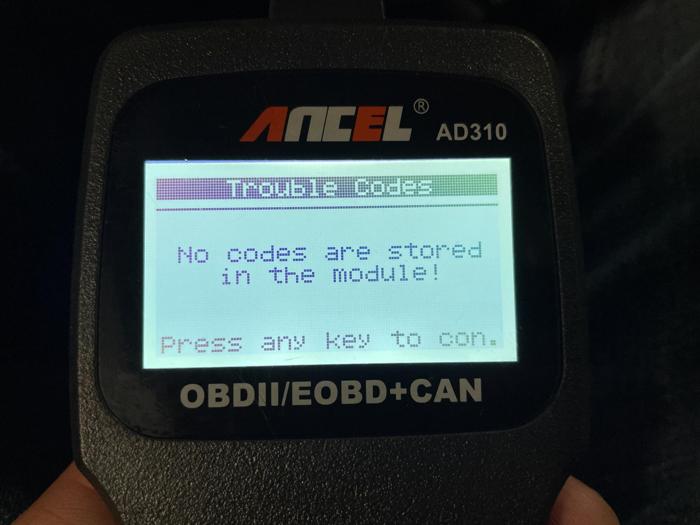 ANCEL® AD310
Trouble Codes
No codes are stored
in the module!
Press any key to con.
OBDII/EOBD+CAN